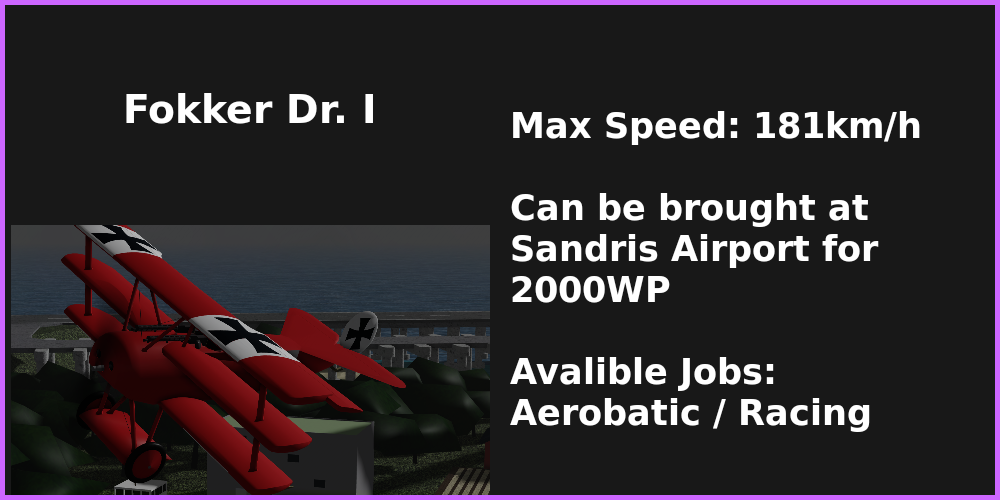 Fokker Dr. I
Max Speed: 181km/h
Can be brought at
Sandris Airport for
2000WP
Avalible Jobs:
Aerobatic / Racing